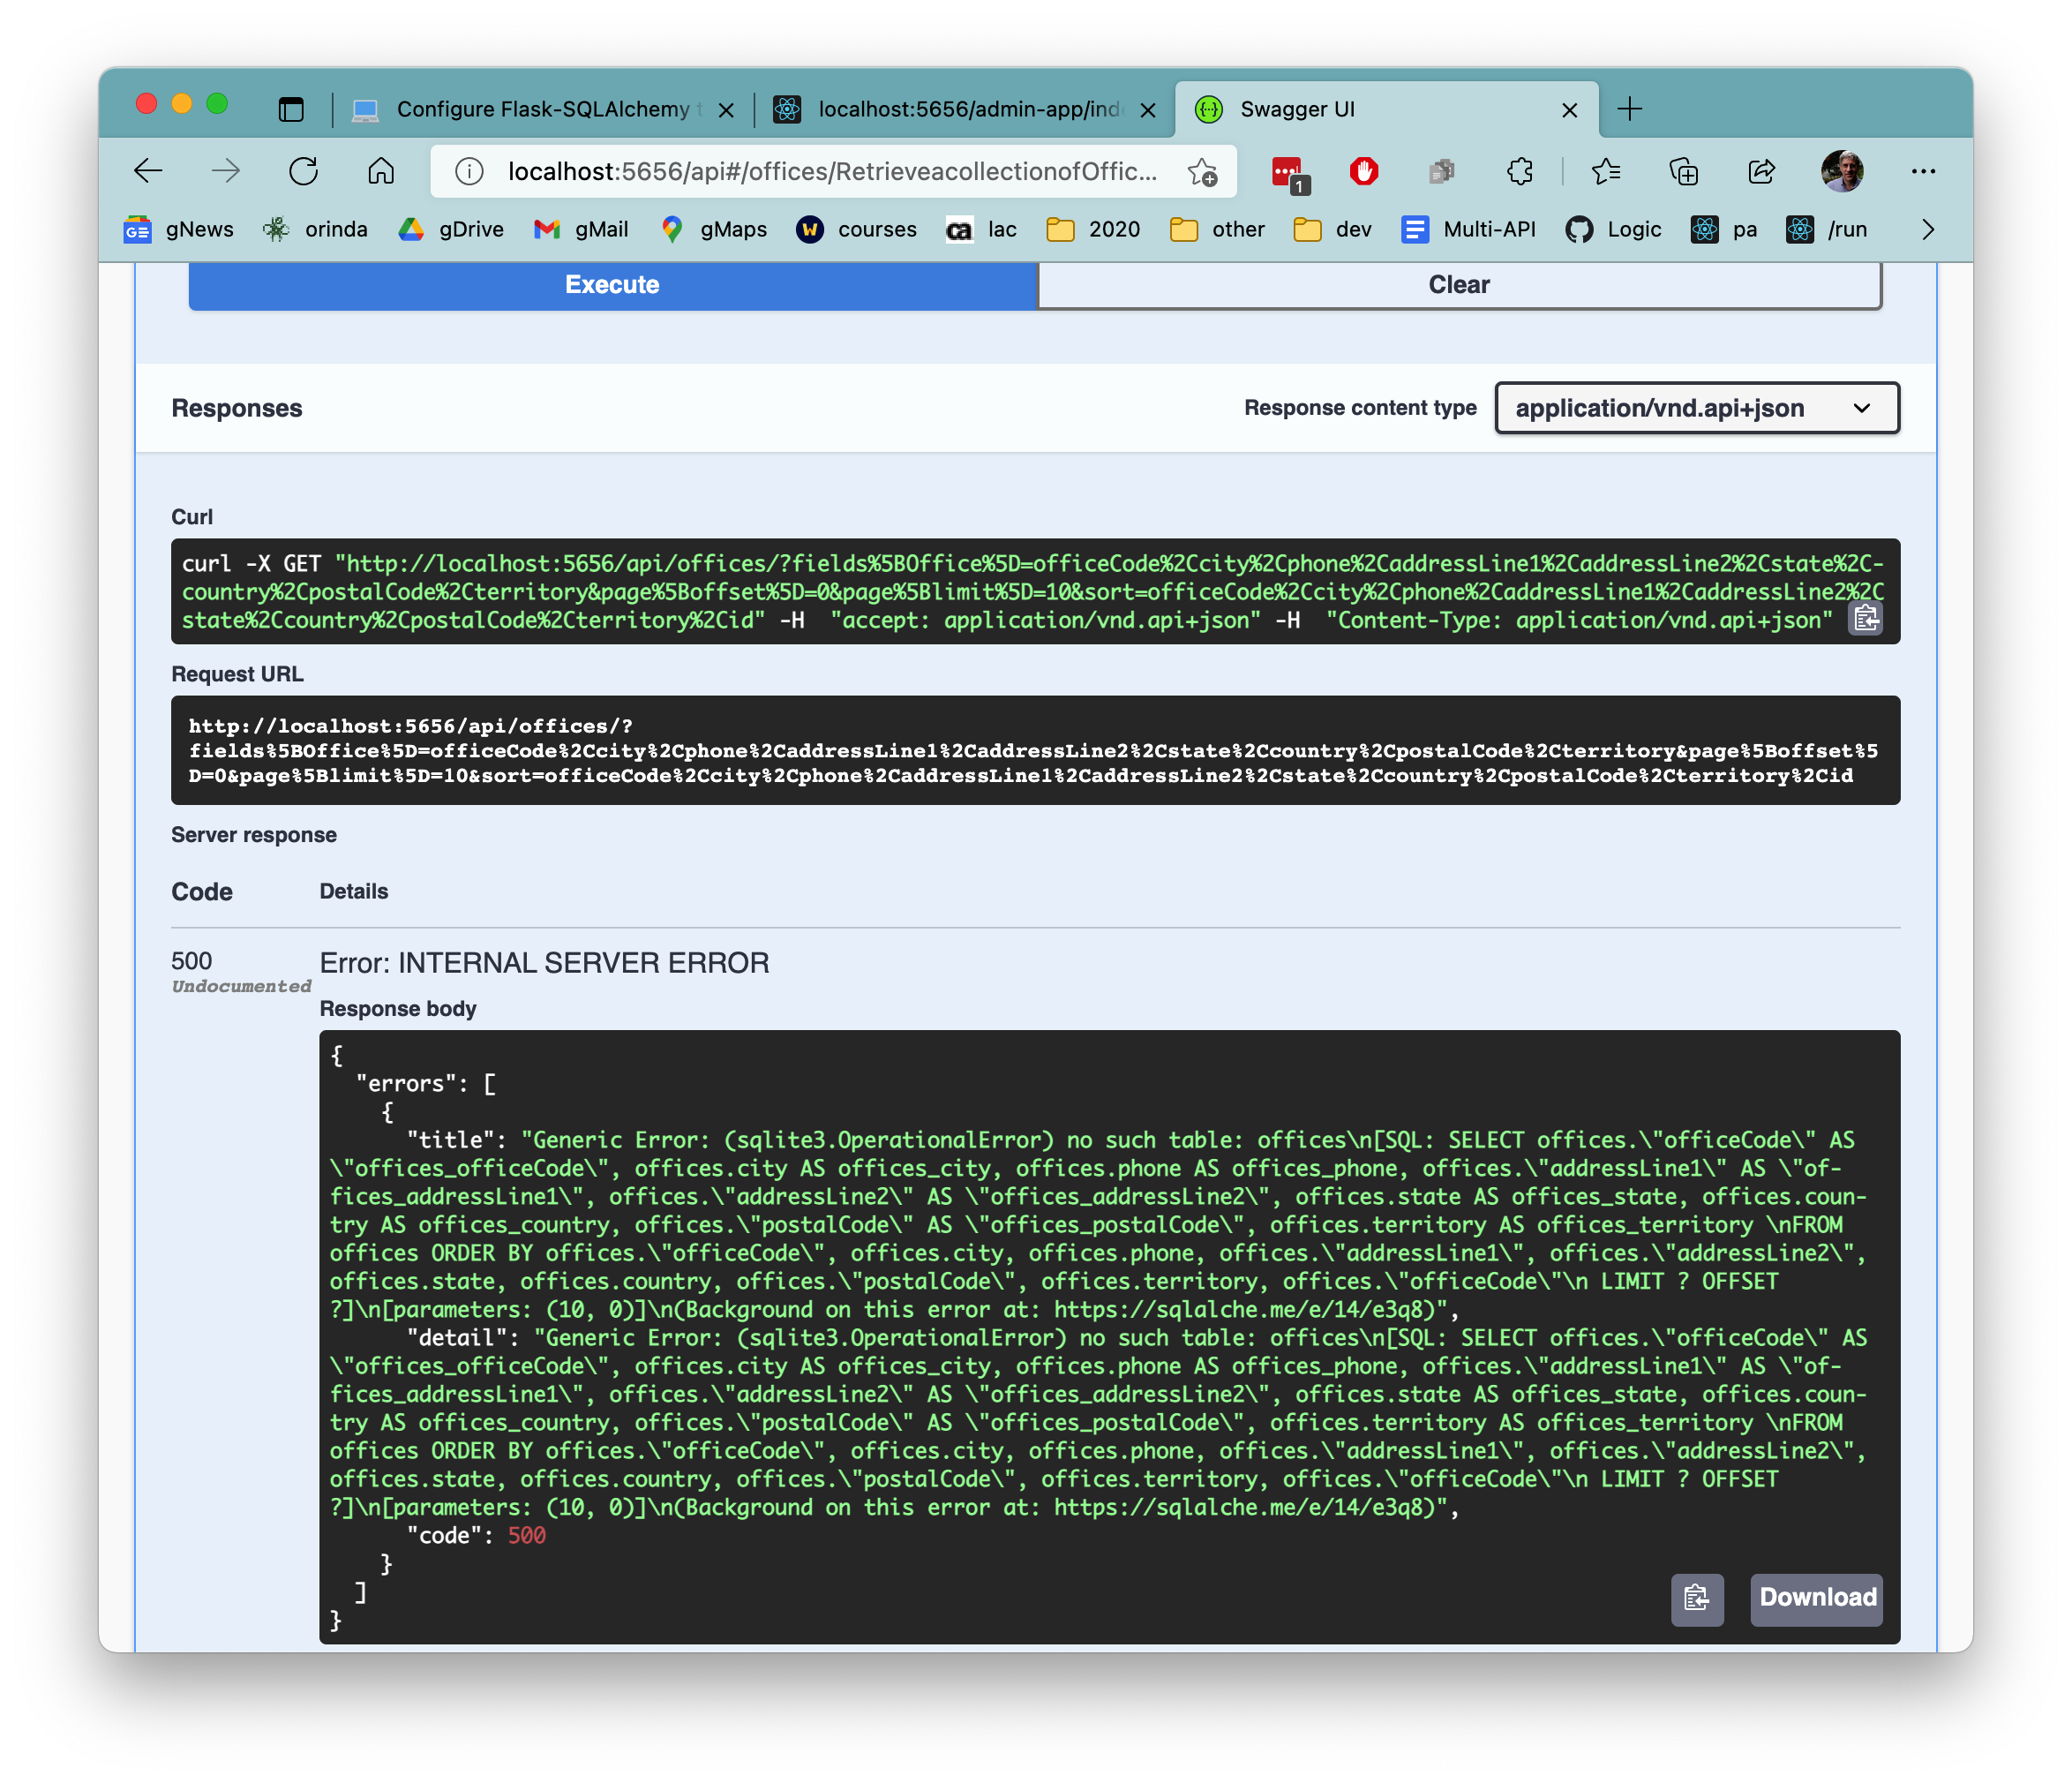 Configure Flask-SQLAlchemy t
localhost:5656/admin-app/inde
Swagger UI
localhost:5656/api#/offices/RetrieveacollectionofOffic...
1
gNews
orinda
gDrive
gMail
gMaps
W
courses
ca
lac
2020
other
dev
Multi-API
Logic
pa
/run
Execute
Clear
Responses
Response content type
application/vnd.api+json
Curl
curl -X GET "http://localhost:5656/api/offices/?fields%5BOffice%5D=officeCode%2Ccity%2Cphone%2CaddressLine1%2CaddressLine2%2Cstate%2C-
country%2CpostalCode%2Cterritory&page%5Boffset%5D=0&page%5Blimit%5D=10&sort=officeCode%2Ccity%2Cphone%2CaddressLine1%2CaddressLine2%2C
state%2Ccountry%2CpostalCode%2Cterritory%2Cid" -H  "accept: application/vnd.api+json" -H  "Content-Type: application/vnd.api+json"
Request URL
http://localhost:5656/api/offices/?
fields%5BOffice%5D=officeCode%2Ccity%2Cphone%2CaddressLine1%2CaddressLine2%2Cstate%2Ccountry%2CpostalCode%2Cterritory&page%5Boffset%5
D=0&page%5Blimit%5D=10&sort=officeCode%2Ccity%2Cphone%2CaddressLine1%2CaddressLine2%2Cstate%2Ccountry%2CpostalCode%2Cterritory%2Cid
Server response
Code
Details
500
Undocumented
Error: INTERNAL SERVER ERROR
Response body
{
  "errors": [
    {
      "title": "Generic Error: (sqlite3.OperationalError) no such table: offices\n[SQL: SELECT offices.\"officeCode\" AS
\"offices_officeCode\", offices.city AS offices_city, offices.phone AS offices_phone, offices.\"addressLine1\" AS \"of-
fices_addressLine1\", offices.\"addressLine2\" AS \"offices_addressLine2\", offices.state AS offices_state, offices.coun-
try AS offices_country, offices.\"postalCode\" AS \"offices_postalCode\", offices.territory AS offices_territory \nFROM
offices ORDER BY offices.\"officeCode\", offices.city, offices.phone, offices.\"addressLine1\", offices.\"addressLine2\",
offices.state, offices.country, offices.\"postalCode\", offices.territory, offices.\"officeCode\"\n LIMIT ? OFFSET
?]\n[parameters: (10, 0)]\n(Background on this error at: https://sqlalche.me/e/14/e3q8)",
      "detail": "Generic Error: (sqlite3.OperationalError) no such table: offices\n[SQL: SELECT offices.\"officeCode\" AS
\"offices_officeCode\", offices.city AS offices_city, offices.phone AS offices_phone, offices.\"addressLine1\" AS \"of-
fices_addressLine1\", offices.\"addressLine2\" AS \"offices_addressLine2\", offices.state AS offices_state, offices.coun-
try AS offices_country, offices.\"postalCode\" AS \"offices_postalCode\", offices.territory AS offices_territory \nFROM
offices ORDER BY offices.\"officeCode\", offices.city, offices.phone, offices.\"addressLine1\", offices.\"addressLine2\",
offices.state, offices.country, offices.\"postalCode\", offices.territory, offices.\"officeCode\"\n LIMIT ? OFFSET
?]\n[parameters: (10, 0)]\n(Background on this error at: https://sqlalche.me/e/14/e3q8)",
      "code": 500
    }
  ]
}
Download